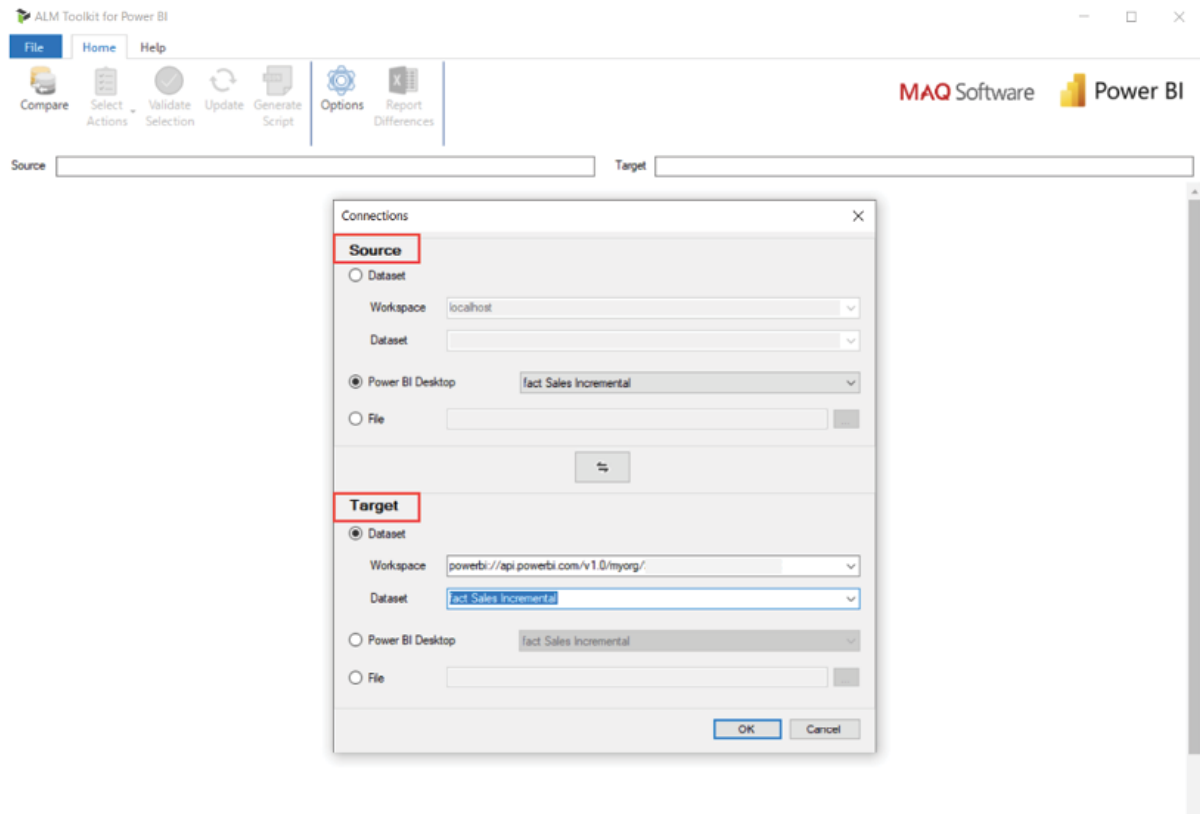 ALM Toolkit for Power BI
File Home Help
Compare Select Actions Validate Selection Update Generate Script Options Report Differences
MAQ Software Power BI
Source Target
Connections
Source
Dataset
Workspace localhost
Dataset
Power BI Desktop fact Sales Incremental
File ...
Target
Dataset
Workspace powerbi://api.powerbi.com/v1.0/myorg/
Dataset fact Sales Incremental
Power BI Desktop fact Sales Incremental
File ...
OK Cancel